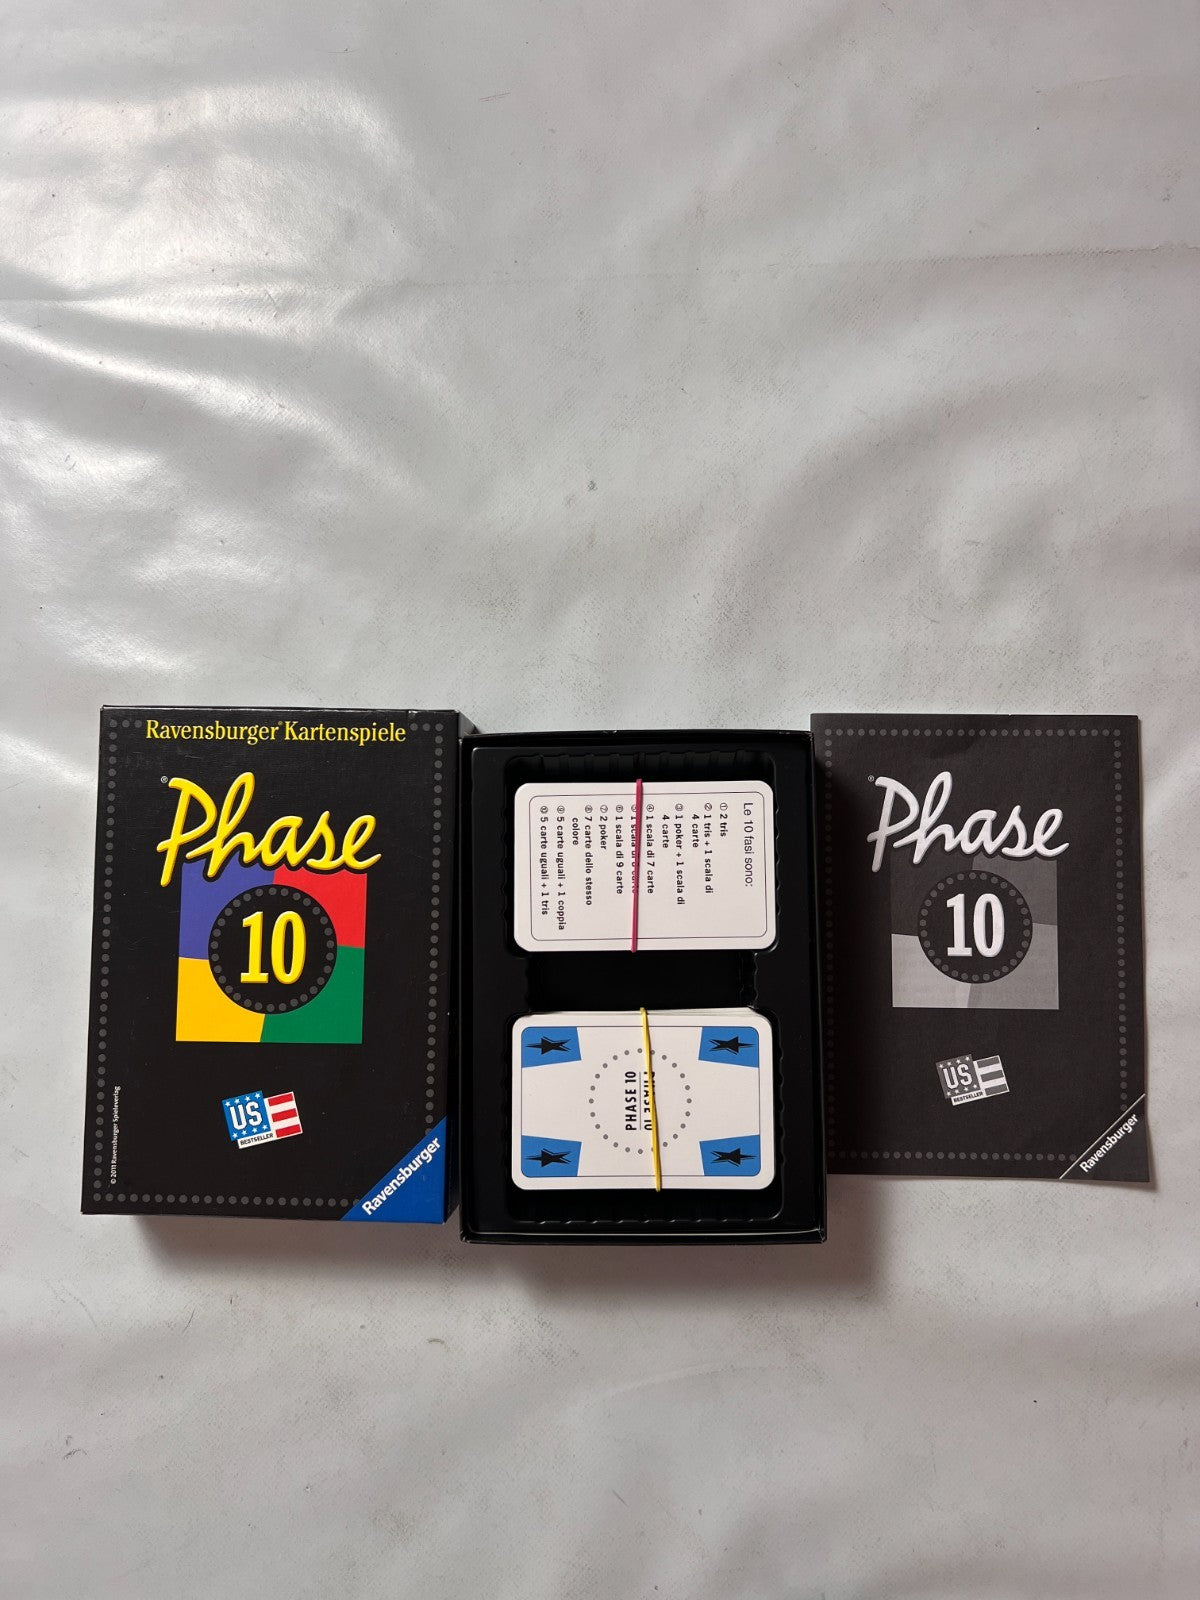 Ravensburger® Kartenspiele
Phase®
10
US
BESTSELLER
© 2011 Ravensburger Spieleverlag
Ravensburger
Le 10 fasi sono:
① 2 tris
② 1 tris + 1 scala di
4 carte
③ 1 poker + 1 scala di
4 carte
④ 1 scala di 7 carte
⑥ 1 scala di 9 carte
⑦ 2 poker
⑧ 7 carte dello stesso
colore
⑨ 5 carte uguali + 1 coppia
⑩ 5 carte uguali + 1 tris
PHASE 10
Phase®
10
US
BESTSELLER
Ravensburger